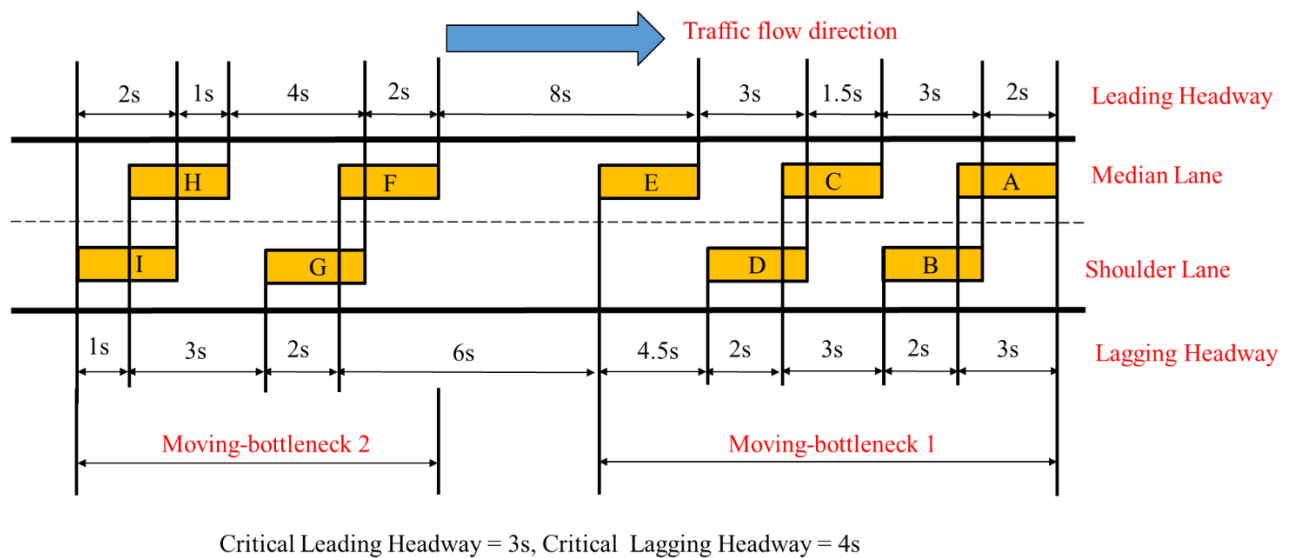 Traffic flow direction
2s 1s 4s 2s 8s 3s 1.5s 3s 2s Leading Headway
H F E C A Median Lane
I G D B Shoulder Lane
1s 3s 2s 6s 4.5s 2s 3s 2s 3s Lagging Headway
Moving-bottleneck 2 Moving-bottleneck 1
Critical Leading Headway = 3s, Critical Lagging Headway = 4s